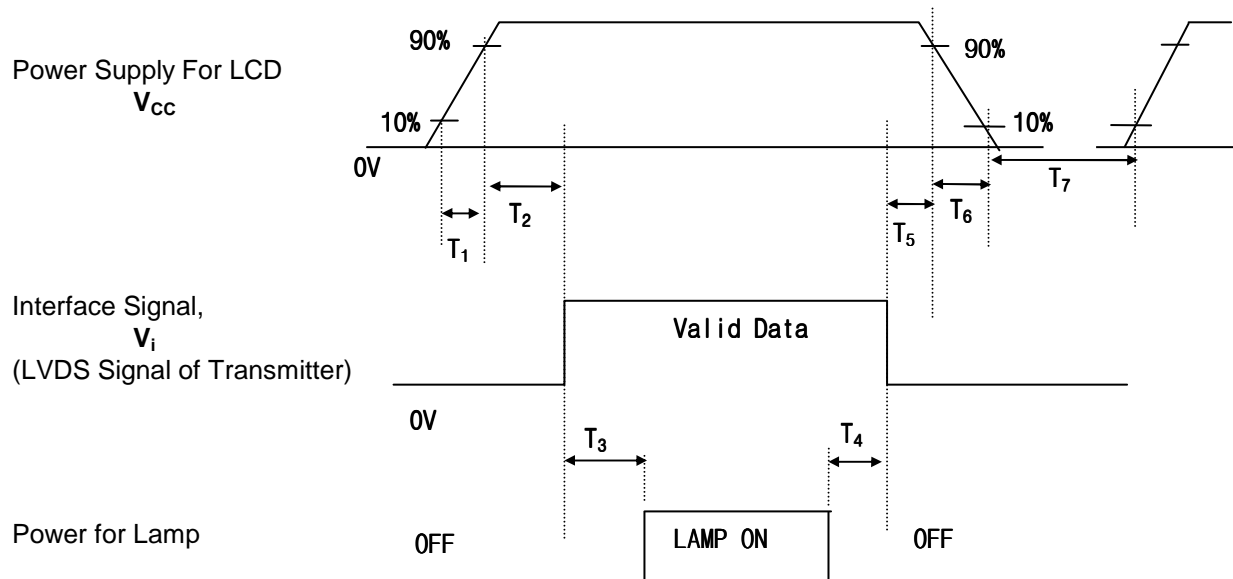 Power Supply For LCD
VCC
90%
10%
0V
90%
10%
T1
T2
T5
T6
T7
Interface Signal,
Vi
(LVDS Signal of Transmitter)
Valid Data
0V
T3
T4
Power for Lamp
OFF
LAMP ON
OFF